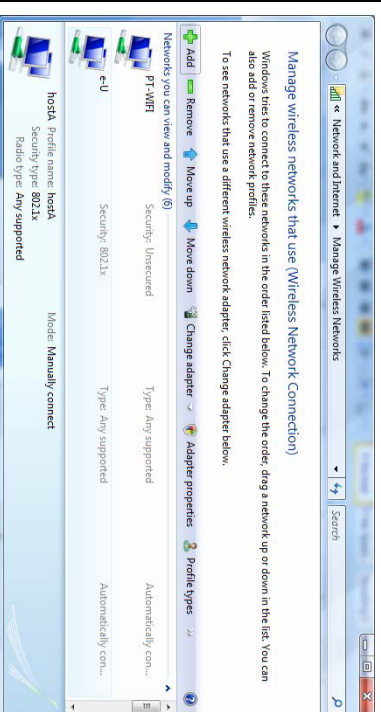 « Network and Internet ▸ Manage Wireless Networks
Search
Manage wireless networks that use (Wireless Network Connection)
Windows tries to connect to these networks in the order listed below. To change the order, drag a network up or down in the list. You can
also add or remove network profiles.
To see networks that use a different wireless network adapter, click Change adapter below.
Add Remove Move up Move down Change adapter Adapter properties Profile types »
Networks you can view and modify (6)
PT-WIFI Security: Unsecured Type: Any supported Automatically con...
e-U Security: 802.1x Type: Any supported Automatically con...
hostA Profile name: hostA Mode: Manually connect
Security type: 802.1x
Radio type: Any supported